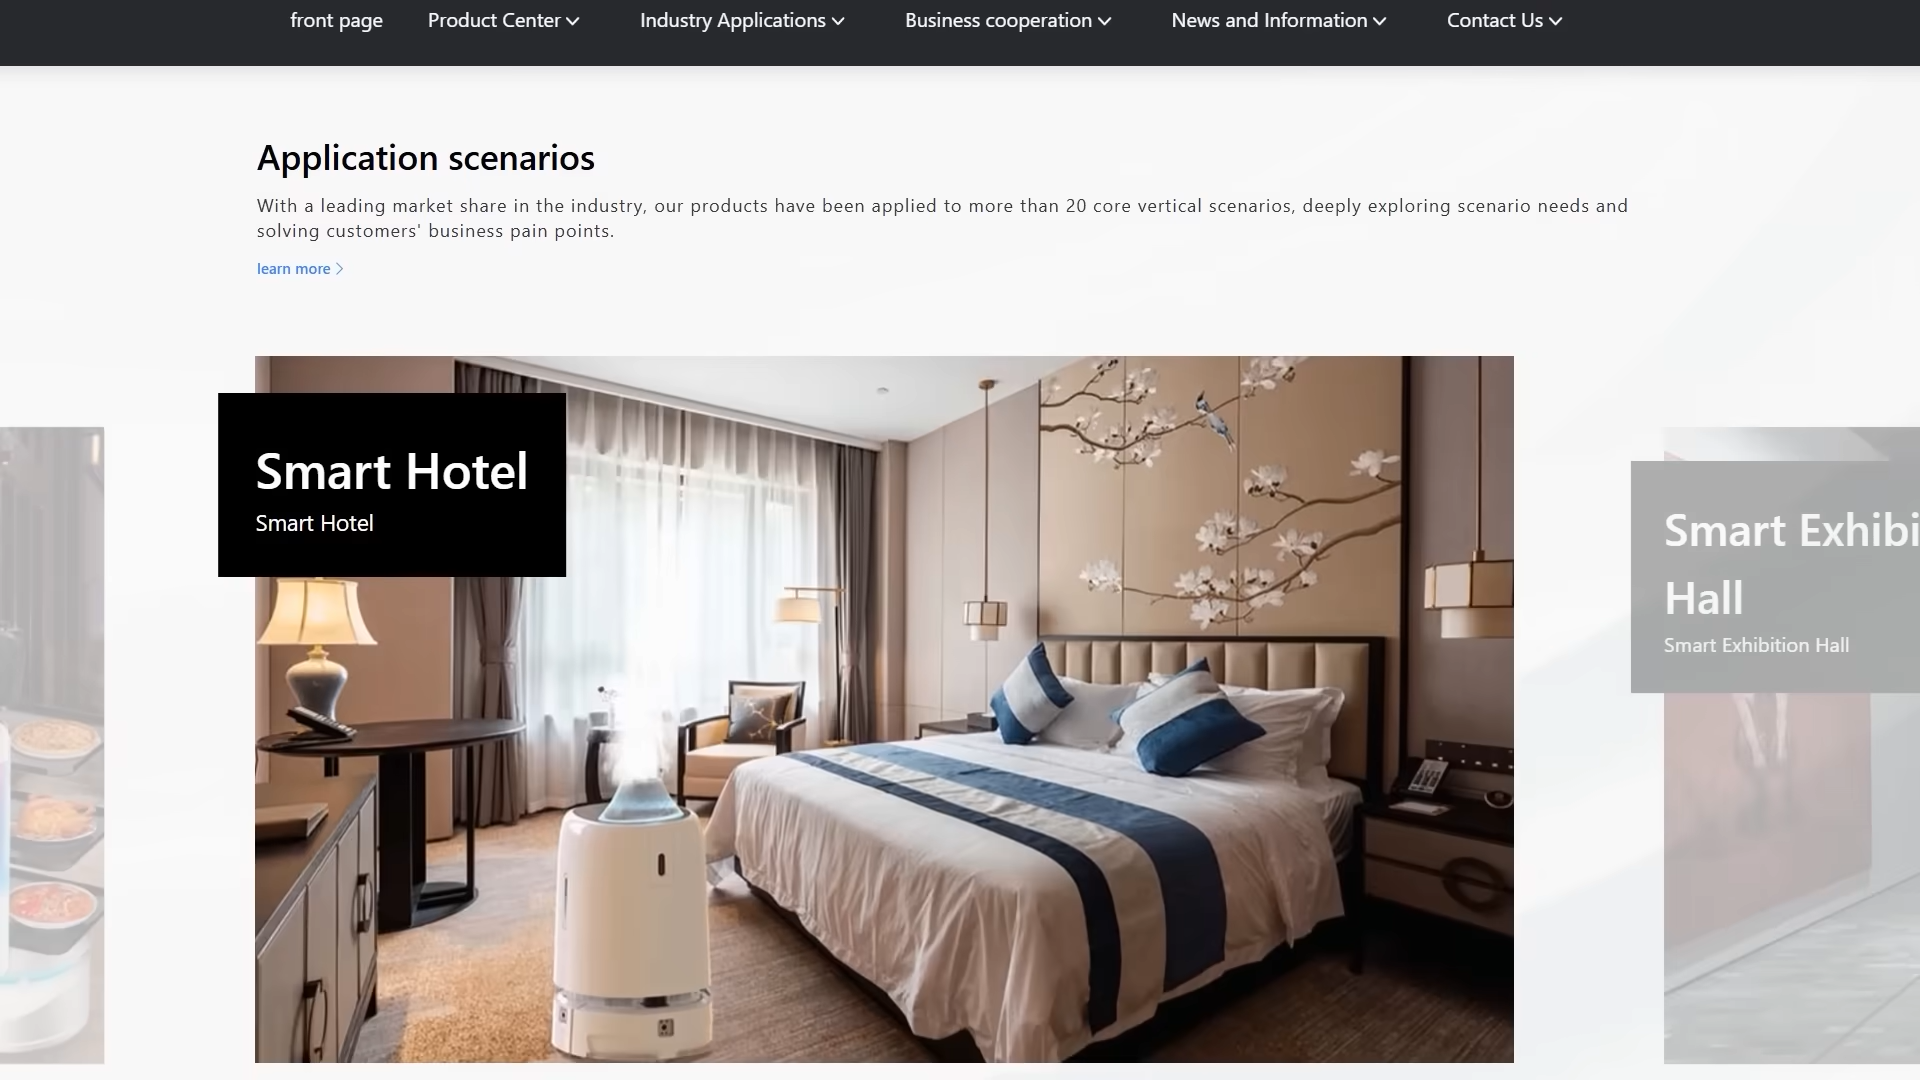 front page
Product Center
Industry Applications
Business cooperation
News and Information
Contact Us
Application scenarios
With a leading market share in the industry, our products have been applied to more than 20 core vertical scenarios, deeply exploring scenario needs and
solving customers' business pain points.
learn more
Smart Hotel
Smart Hotel
Smart Exhibi
Hall
Smart Exhibition Hall